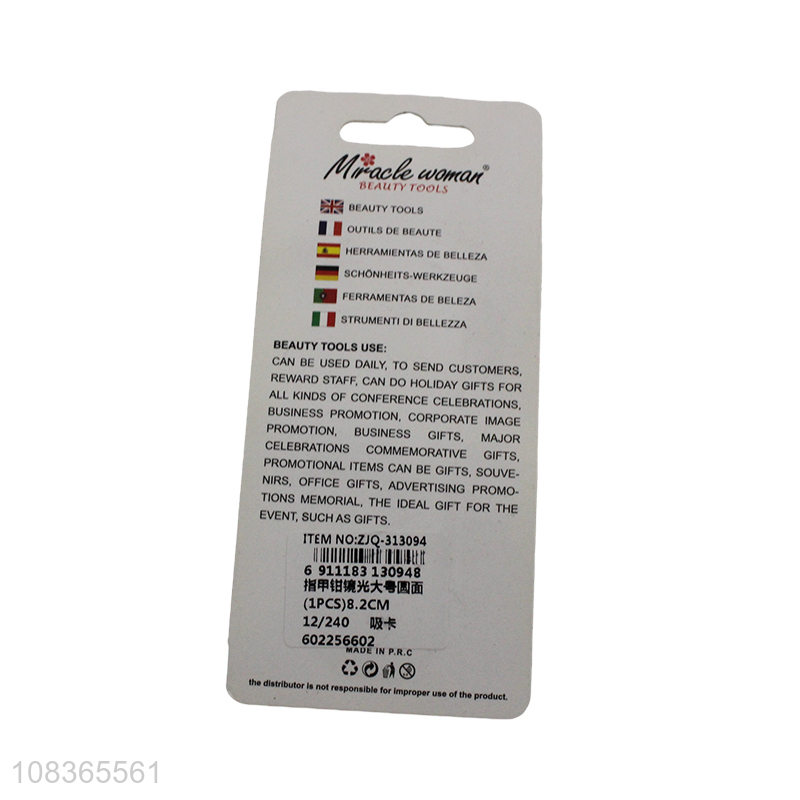 Miracle woman®
BEAUTY TOOLS
BEAUTY TOOLS
OUTILS DE BEAUTE
HERRAMIENTAS DE BELLEZA
SCHÖNHEITS-WERKZEUGE
FERRAMENTAS DE BELEZA
STRUMENTI DI BELLEZZA
BEAUTY TOOLS USE:
CAN BE USED DAILY, TO SEND CUSTOMERS,
REWARD STAFF, CAN DO HOLIDAY GIFTS FOR
ALL KINDS OF CONFERENCE CELEBRATIONS,
BUSINESS PROMOTION, CORPORATE IMAGE
PROMOTION, BUSINESS GIFTS, MAJOR
CELEBRATIONS COMMEMORATIVE GIFTS,
PROMOTIONAL ITEMS CAN BE GIFTS, SOUVE-
NIRS, OFFICE GIFTS, ADVERTISING PROMO-
TIONS MEMORIAL, THE IDEAL GIFT FOR THE
EVENT, SUCH AS GIFTS.
ITEM NO:ZJQ-313094
6 911183 130948
指甲钳镜光大号圆面
(1PCS)8.2CM
12/240 吸卡
602256602
MADE IN P.R.C
the distributor is not responsible for improper use of the product.
108365561